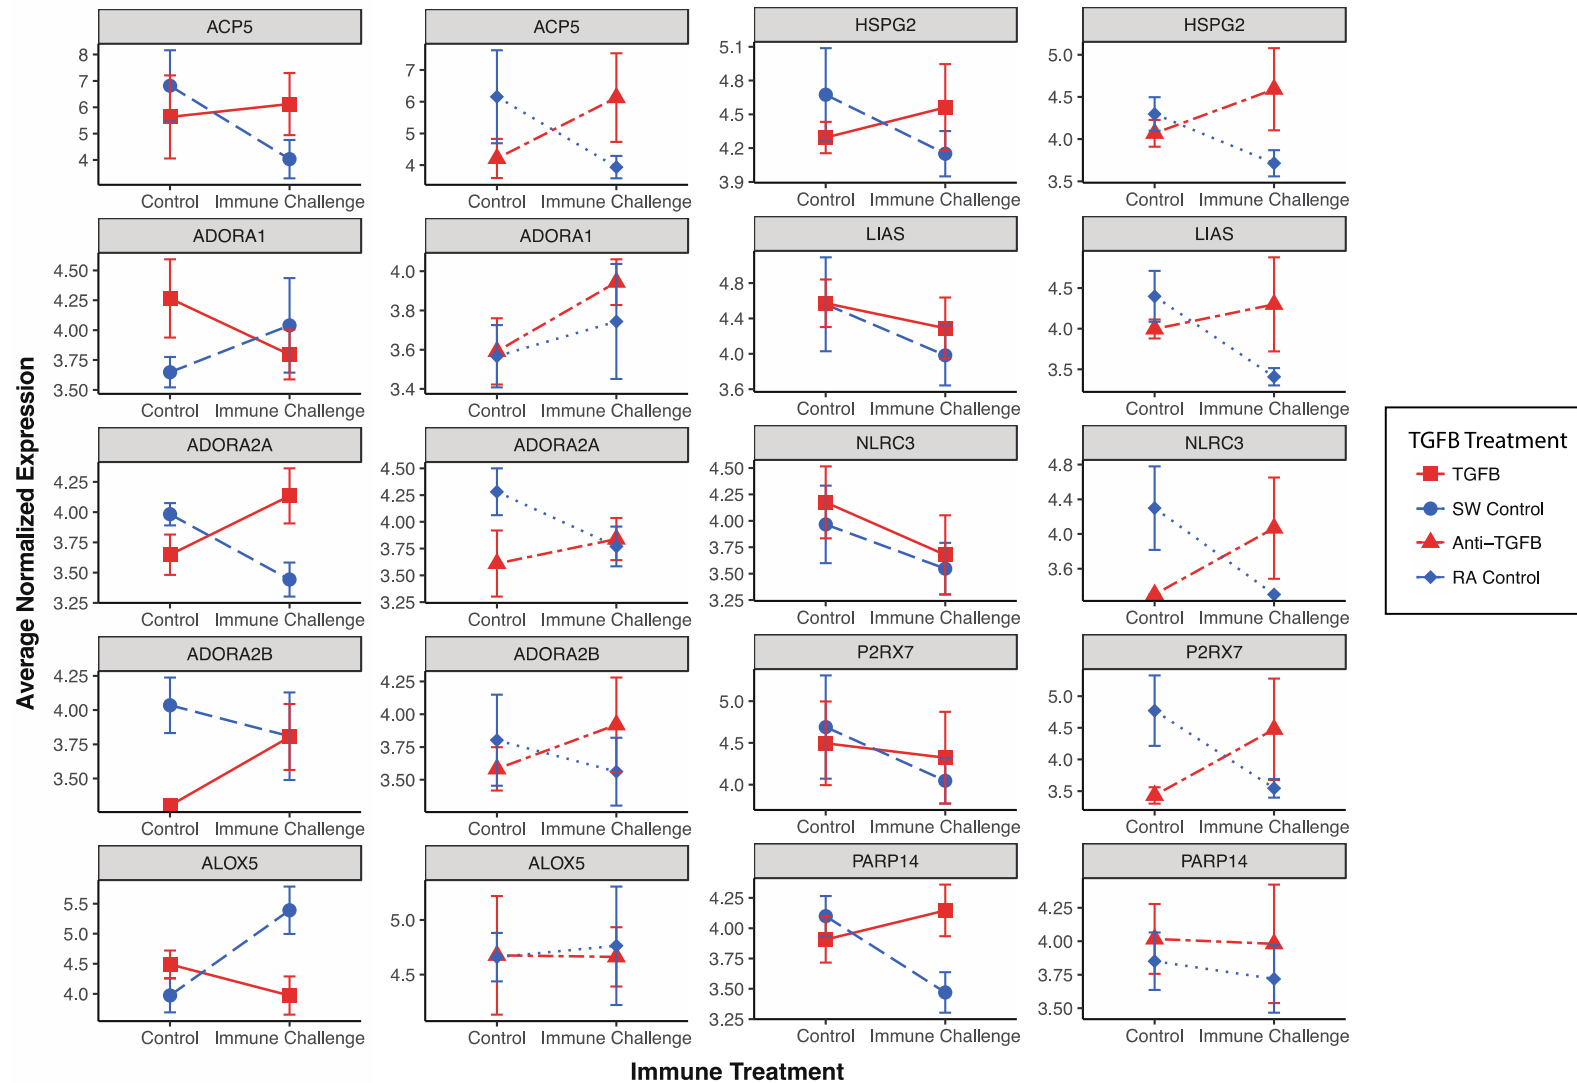 ACP5
8
7
6
5
4
Control Immune Challenge
ACP5
7
6
5
4
Control Immune Challenge
HSPG2
5.1
4.8
4.5
4.2
3.9
Control Immune Challenge
HSPG2
5.0
4.5
4.0
3.5
Control Immune Challenge
ADORA1
4.50
4.25
4.00
3.75
3.50
Control Immune Challenge
ADORA1
4.0
3.8
3.6
3.4
Control Immune Challenge
LIAS
4.8
4.4
4.0
3.6
Control Immune Challenge
LIAS
4.5
4.0
3.5
Control Immune Challenge
ADORA2A
4.25
4.00
3.75
3.50
3.25
Control Immune Challenge
ADORA2A
4.50
4.25
4.00
3.75
3.50
3.25
Control Immune Challenge
NLRC3
4.50
4.25
4.00
3.75
3.50
3.25
Control Immune Challenge
NLRC3
4.8
4.4
4.0
3.6
Control Immune Challenge
ADORA2B
4.25
4.00
3.75
3.50
Control Immune Challenge
ADORA2B
4.25
4.00
3.75
3.50
Control Immune Challenge
P2RX7
5.0
4.5
4.0
Control Immune Challenge
P2RX7
5.0
4.5
4.0
3.5
Control Immune Challenge
ALOX5
5.5
5.0
4.5
4.0
Control Immune Challenge
ALOX5
5.0
4.5
Control Immune Challenge
PARP14
4.25
4.00
3.75
3.50
3.25
Control Immune Challenge
PARP14
4.25
4.00
3.75
3.50
Control Immune Challenge
Average Normalized Expression
Immune Treatment
TGFB Treatment
TGFB
SW Control
Anti–TGFB
RA Control